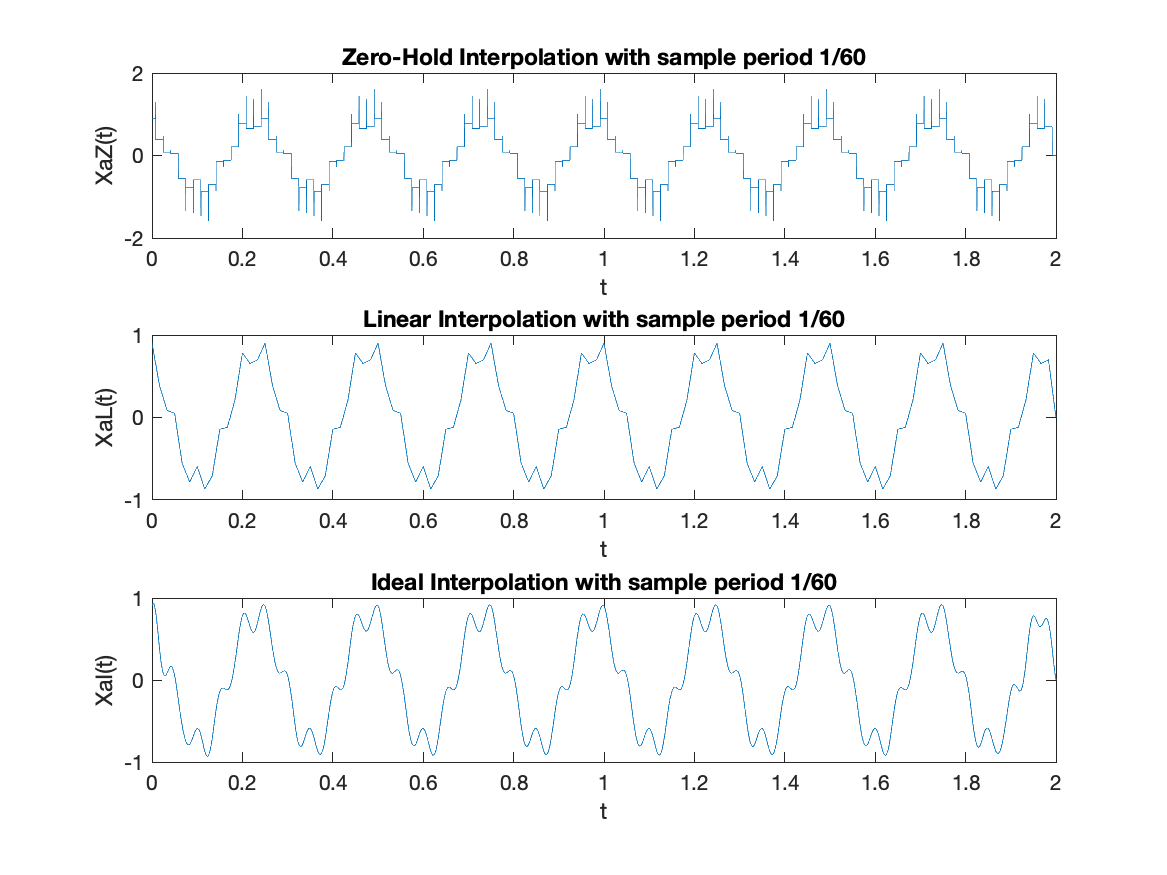 Zero-Hold Interpolation with sample period 1/60
2
0
-2
XaZ(t)
0 0.2 0.4 0.6 0.8 1 1.2 1.4 1.6 1.8 2
t
Linear Interpolation with sample period 1/60
1
0
-1
XaL(t)
0 0.2 0.4 0.6 0.8 1 1.2 1.4 1.6 1.8 2
t
Ideal Interpolation with sample period 1/60
1
0
-1
XaI(t)
0 0.2 0.4 0.6 0.8 1 1.2 1.4 1.6 1.8 2
t